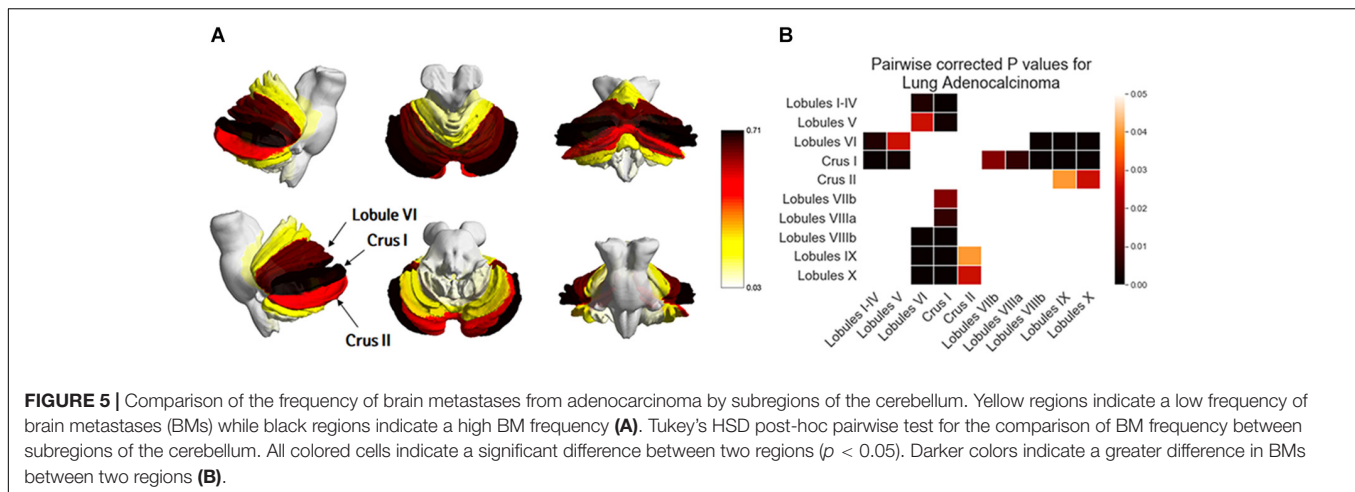 A
Lobule VI
Crus I
Crus II
0.71
0.03
B
Pairwise corrected P values for
Lung Adenocalcinoma
Lobules I-IV
Lobules V
Lobules VI
Crus I
Crus II
Lobules VIIb
Lobules VIIIa
Lobules VIIIb
Lobules IX
Lobules X
Lobules I-IV
Lobules V
Lobules VI
Crus I
Crus II
Lobules VIIb
Lobules VIIIa
Lobules VIIIb
Lobules IX
Lobules X
0.05
0.04
0.03
0.02
0.01
0.00
FIGURE 5 | Comparison of the frequency of brain metastases from adenocarcinoma by subregions of the cerebellum. Yellow regions indicate a low frequency of
brain metastases (BMs) while black regions indicate a high BM frequency (A). Tukey's HSD post-hoc pairwise test for the comparison of BM frequency between
subregions of the cerebellum. All colored cells indicate a significant difference between two regions (p < 0.05). Darker colors indicate a greater difference in BMs
between two regions (B).